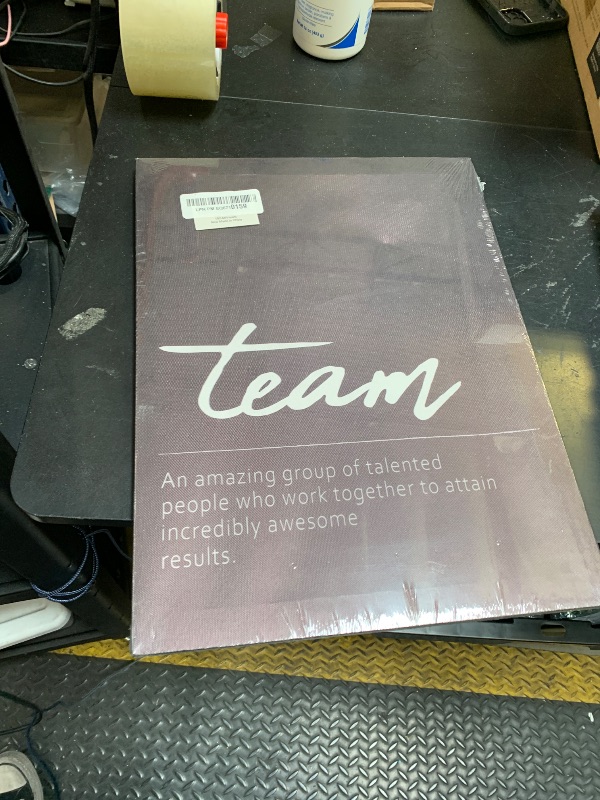 team
An amazing group of talented
people who work together to attain
incredibly awesome
results.